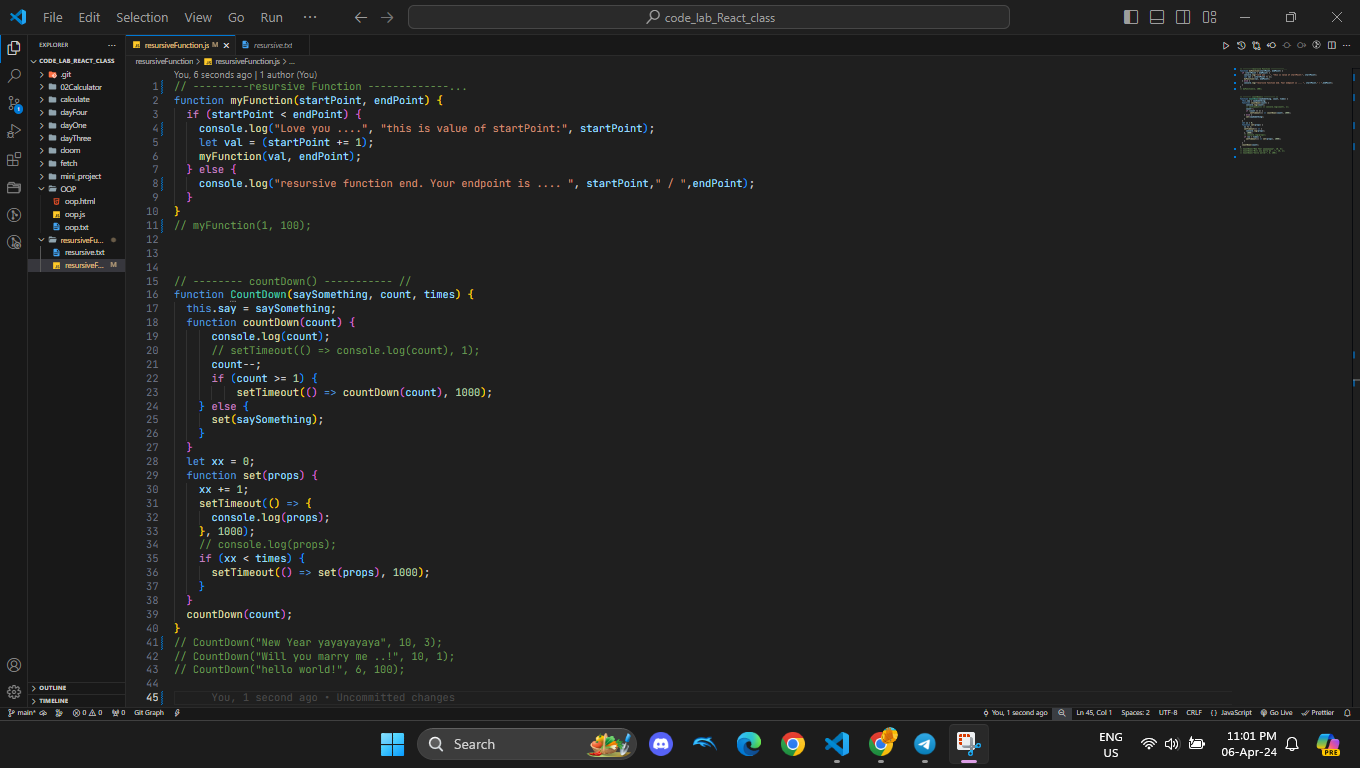 File Edit Selection View Go Run ··· code_lab_React_class
EXPLORER ···
CODE_LAB_REACT_CLASS
.git
02Calculator
calculate
dayFour
dayOne
dayThree
doom
fetch
mini_project
OOP
oop.html
oop.js
oop.txt
resursiveFu...
resursive.txt
resursiveF... M
OUTLINE
TIMELINE
resursiveFunction.js M
resursive.txt
resursiveFunction > resursiveFunction.js > ...
You, 6 seconds ago | 1 author (You)
1 // ---------resursive Function -------------...
2 function myFunction(startPoint, endPoint) {
3 if (startPoint < endPoint) {
4 console.log("Love you ....", "this is value of startPoint:", startPoint);
5 let val = (startPoint += 1);
6 myFunction(val, endPoint);
7 } else {
8 console.log("resursive function end. Your endpoint is .... ", startPoint," / ",endPoint);
9 }
10 }
11 // myFunction(1, 100);
12
13
14
15 // -------- countDown() ----------- //
16 function CountDown(saySomething, count, times) {
17 this.say = saySomething;
18 function countDown(count) {
19 console.log(count);
20 // setTimeout(() => console.log(count), 1);
21 count--;
22 if (count >= 1) {
23 setTimeout(() => countDown(count), 1000);
24 } else {
25 set(saySomething);
26 }
27 }
28 let xx = 0;
29 function set(props) {
30 xx += 1;
31 setTimeout(() => {
32 console.log(props);
33 }, 1000);
34 // console.log(props);
35 if (xx < times) {
36 setTimeout(() => set(props), 1000);
37 }
38 }
39 countDown(count);
40 }
41 // CountDown("New Year yayayayaya", 10, 3);
42 // CountDown("Will you marry me ..!", 10, 1);
43 // CountDown("hello world!", 6, 100);
44
45 You, 1 second ago • Uncommitted changes
main* 0 0 0 Git Graph You, 1 second ago Ln 45, Col 1 Spaces: 2 UTF-8 CRLF {} JavaScript Go Live Prettier
Search
ENG
US
11:01 PM
06-Apr-24
PRE